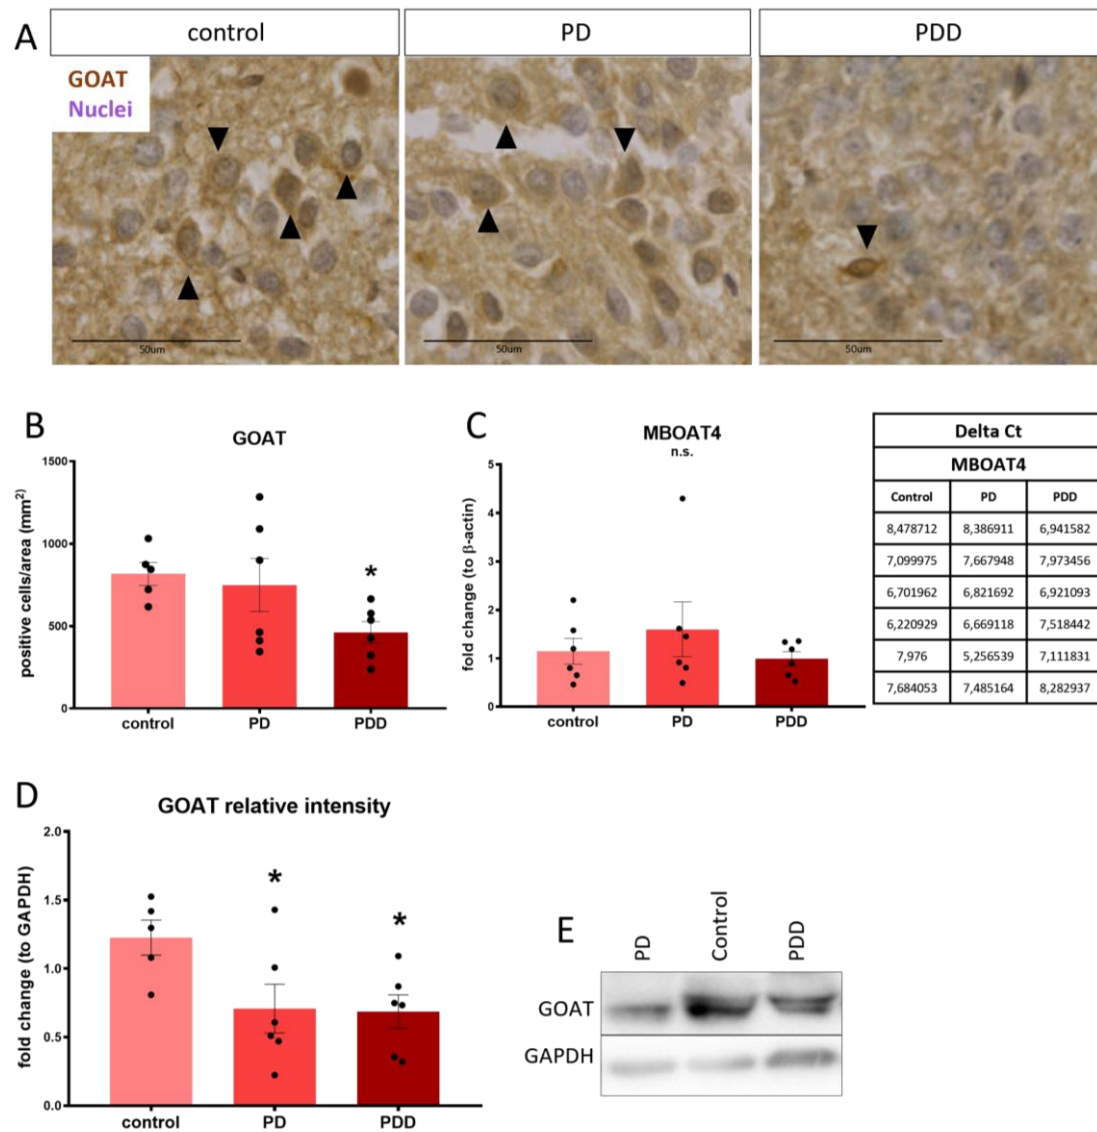 A
control
PD
PDD
GOAT
Nuclei
50um
50um
50um
B
GOAT
positive cells/area (mm²)
1500
1000
500
0
control
PD
PDD
*
C
MBOAT4
n.s.
fold change (to β-actin)
5
4
3
2
1
0
control
PD
PDD
Delta Ct
MBOAT4
Control PD PDD
8,478712 8,386911 6,941582
7,099975 7,667948 7,973456
6,701962 6,821692 6,921093
6,220929 6,669118 7,518442
7,976 5,256539 7,111831
7,684053 7,485164 8,282937
D
GOAT relative intensity
fold change (to GAPDH)
2.0
1.5
1.0
0.5
0.0
control
PD
PDD
*
*
E
PD
Control
PDD
GOAT
GAPDH